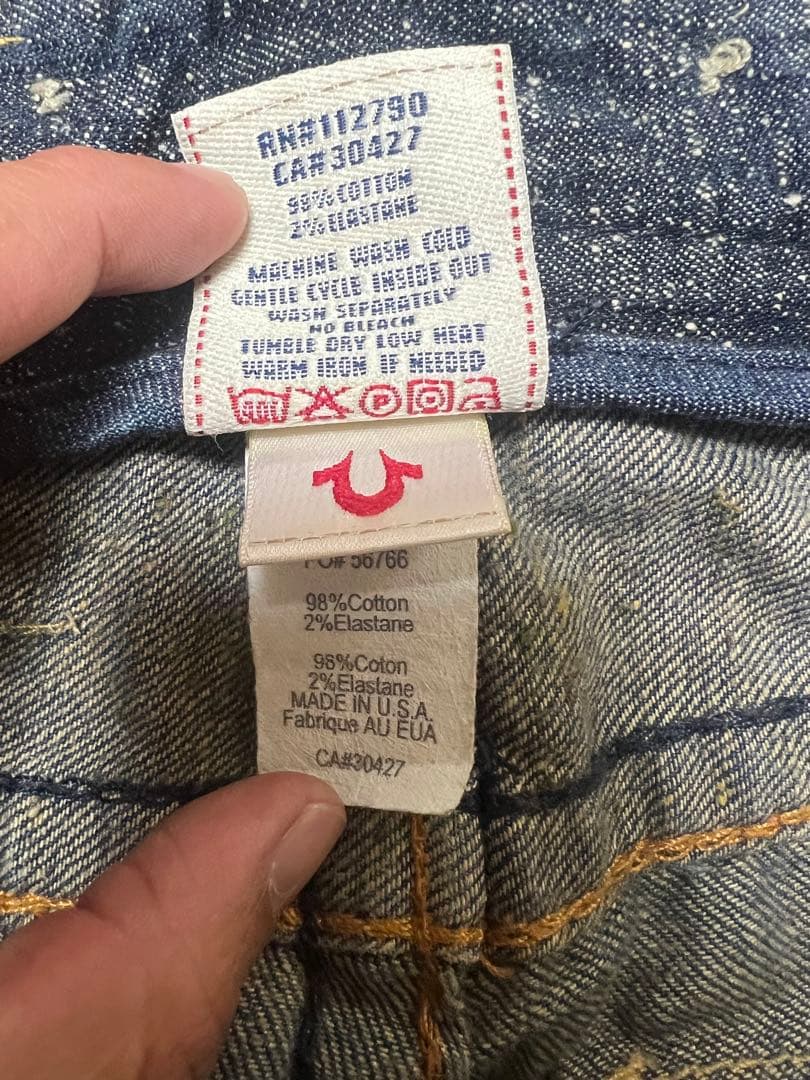 RN#112790
CA#30427
98%COTTON
2%ELASTANE
MACHINE WASH COLD
GENTLE CYCLE INSIDE OUT
WASH SEPARATELY
NO BLEACH
TUMBLE DRY LOW HEAT
WARM IRON IF NEEDED
P
PO# 56766
98%Cotton
2%Elastane
98%Coton
2%Elastane
MADE IN U.S.A.
Fabrique AU EUA
CA#30427